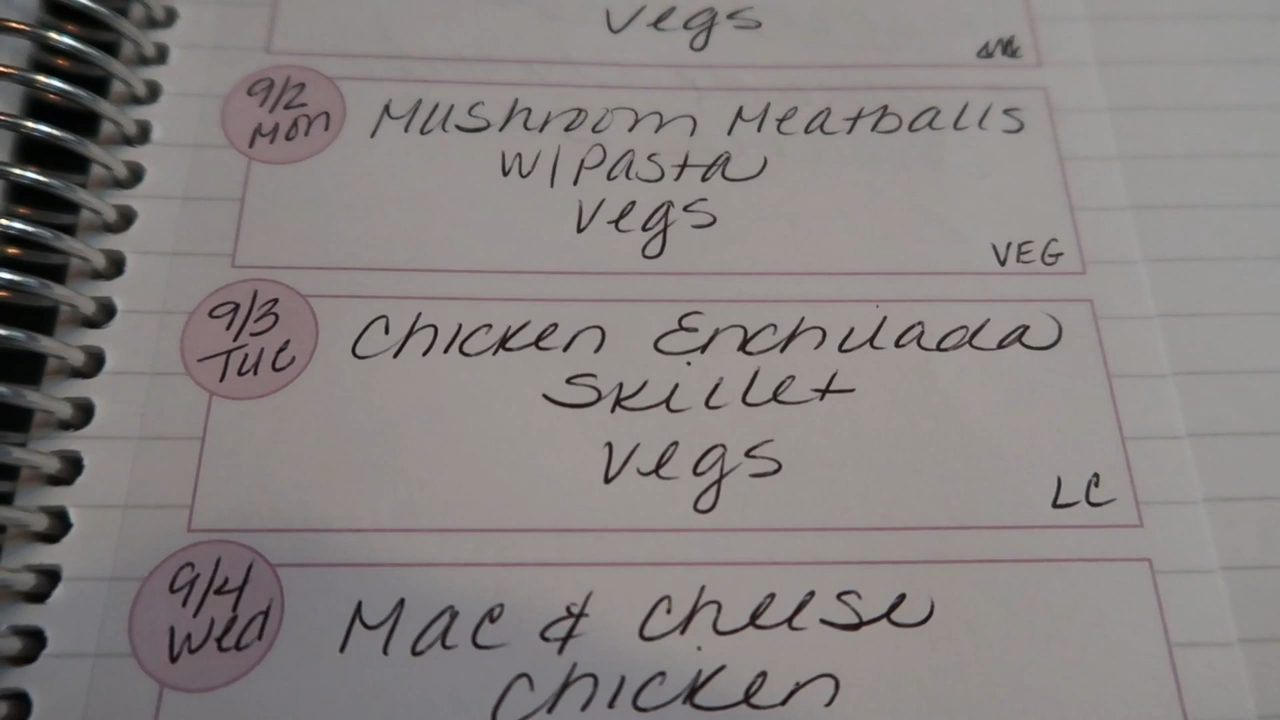 vegs
9/2
Mon
Mushroom Meatballs
w/Pasta
vegs
VEG
9/3
Tue
Chicken Enchilada
Skillet
vegs
LC
9/4
Wed
Mac & cheese
chicken